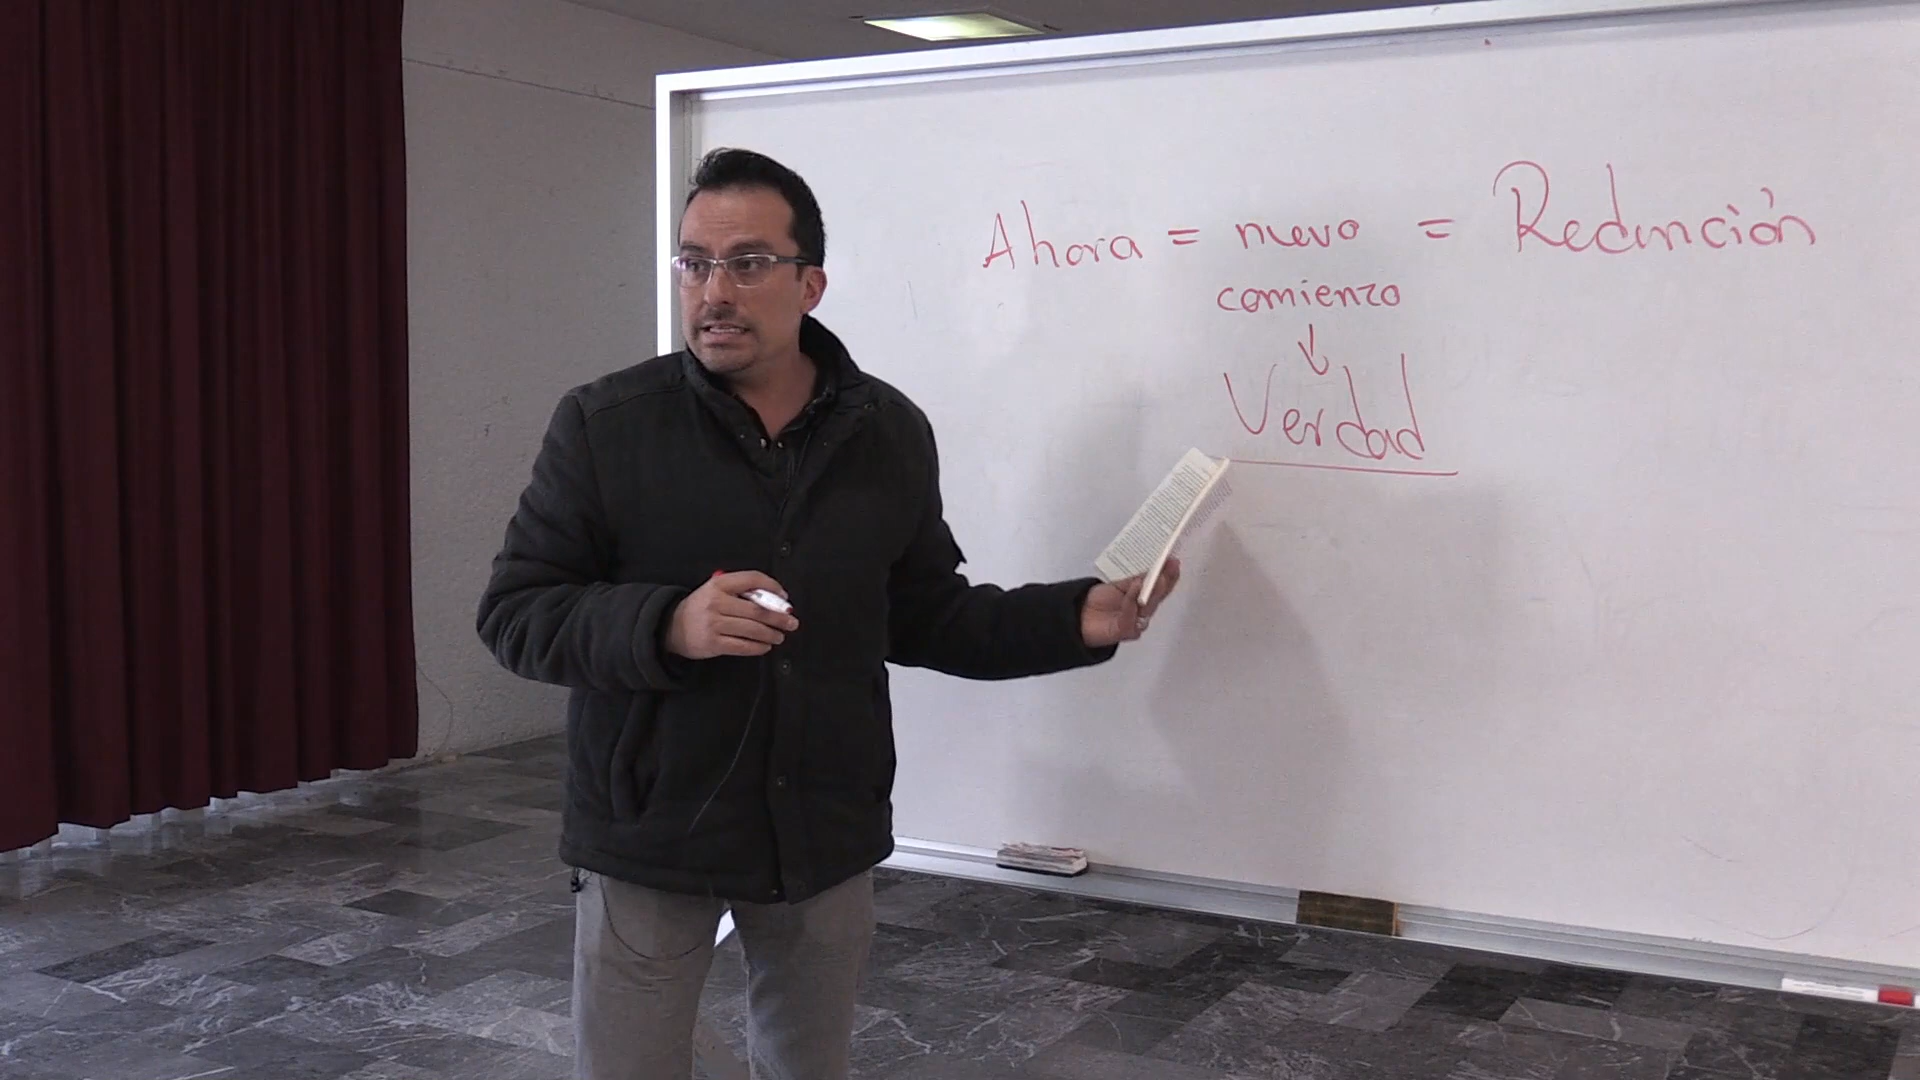 Ahora = nuevo = Redención
comienzo
↓
Verdad